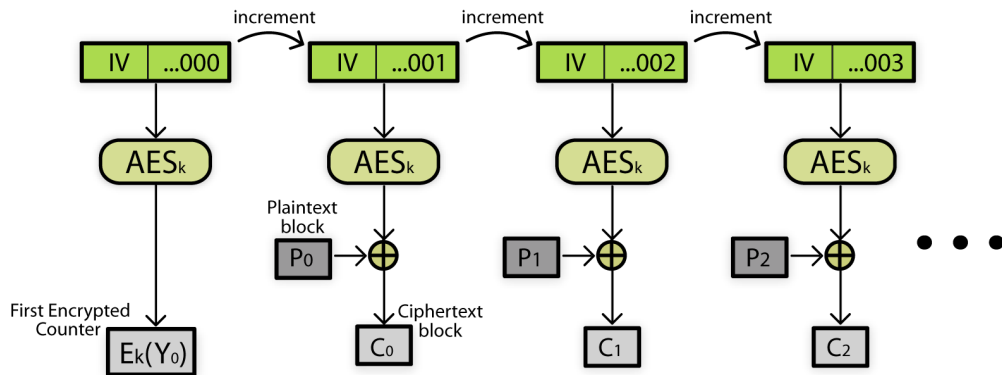 increment increment increment
IV ...000 IV ...001 IV ...002 IV ...003
AESk AESk AESk AESk
Plaintext
block
P0 P1 P2
First Encrypted
Counter
Ciphertext
block
Ek(Y0) C0 C1 C2